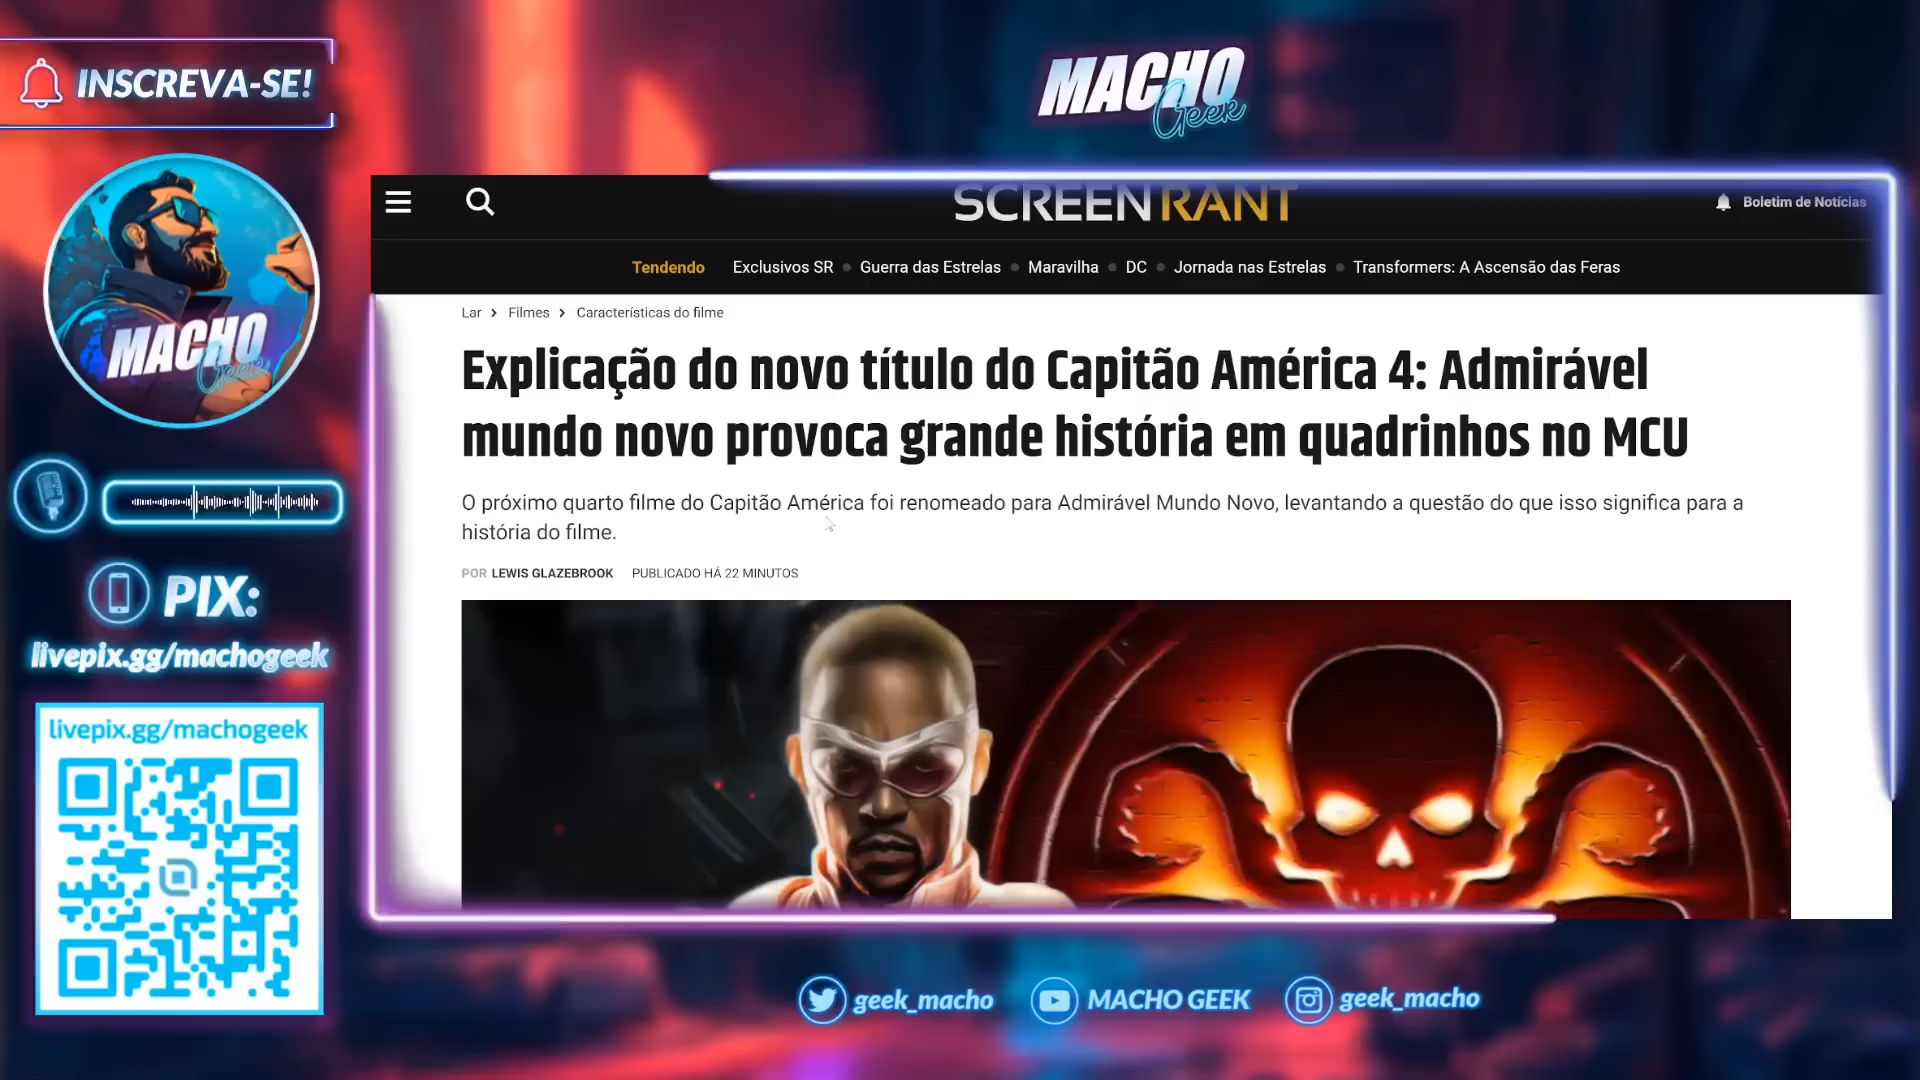 INSCREVA-SE!
MACHO
Geek
SCREENRANT
Boletim de Notícias
Tendendo
Exclusivos SR
Guerra das Estrelas
Maravilha
DC
Jornada nas Estrelas
Transformers: A Ascensão das Feras
Lar > Filmes > Características do filme
Explicação do novo título do Capitão América 4: Admirável
mundo novo provoca grande história em quadrinhos no MCU
O próximo quarto filme do Capitão América foi renomeado para Admirável Mundo Novo, levantando a questão do que isso significa para a
história do filme.
POR LEWIS GLAZEBROOK PUBLICADO HÁ 22 MINUTOS
MACHO
Geek
PIX:
livepix.gg/machogeek
livepix.gg/machogeek
geek_macho
MACHO GEEK
geek_macho